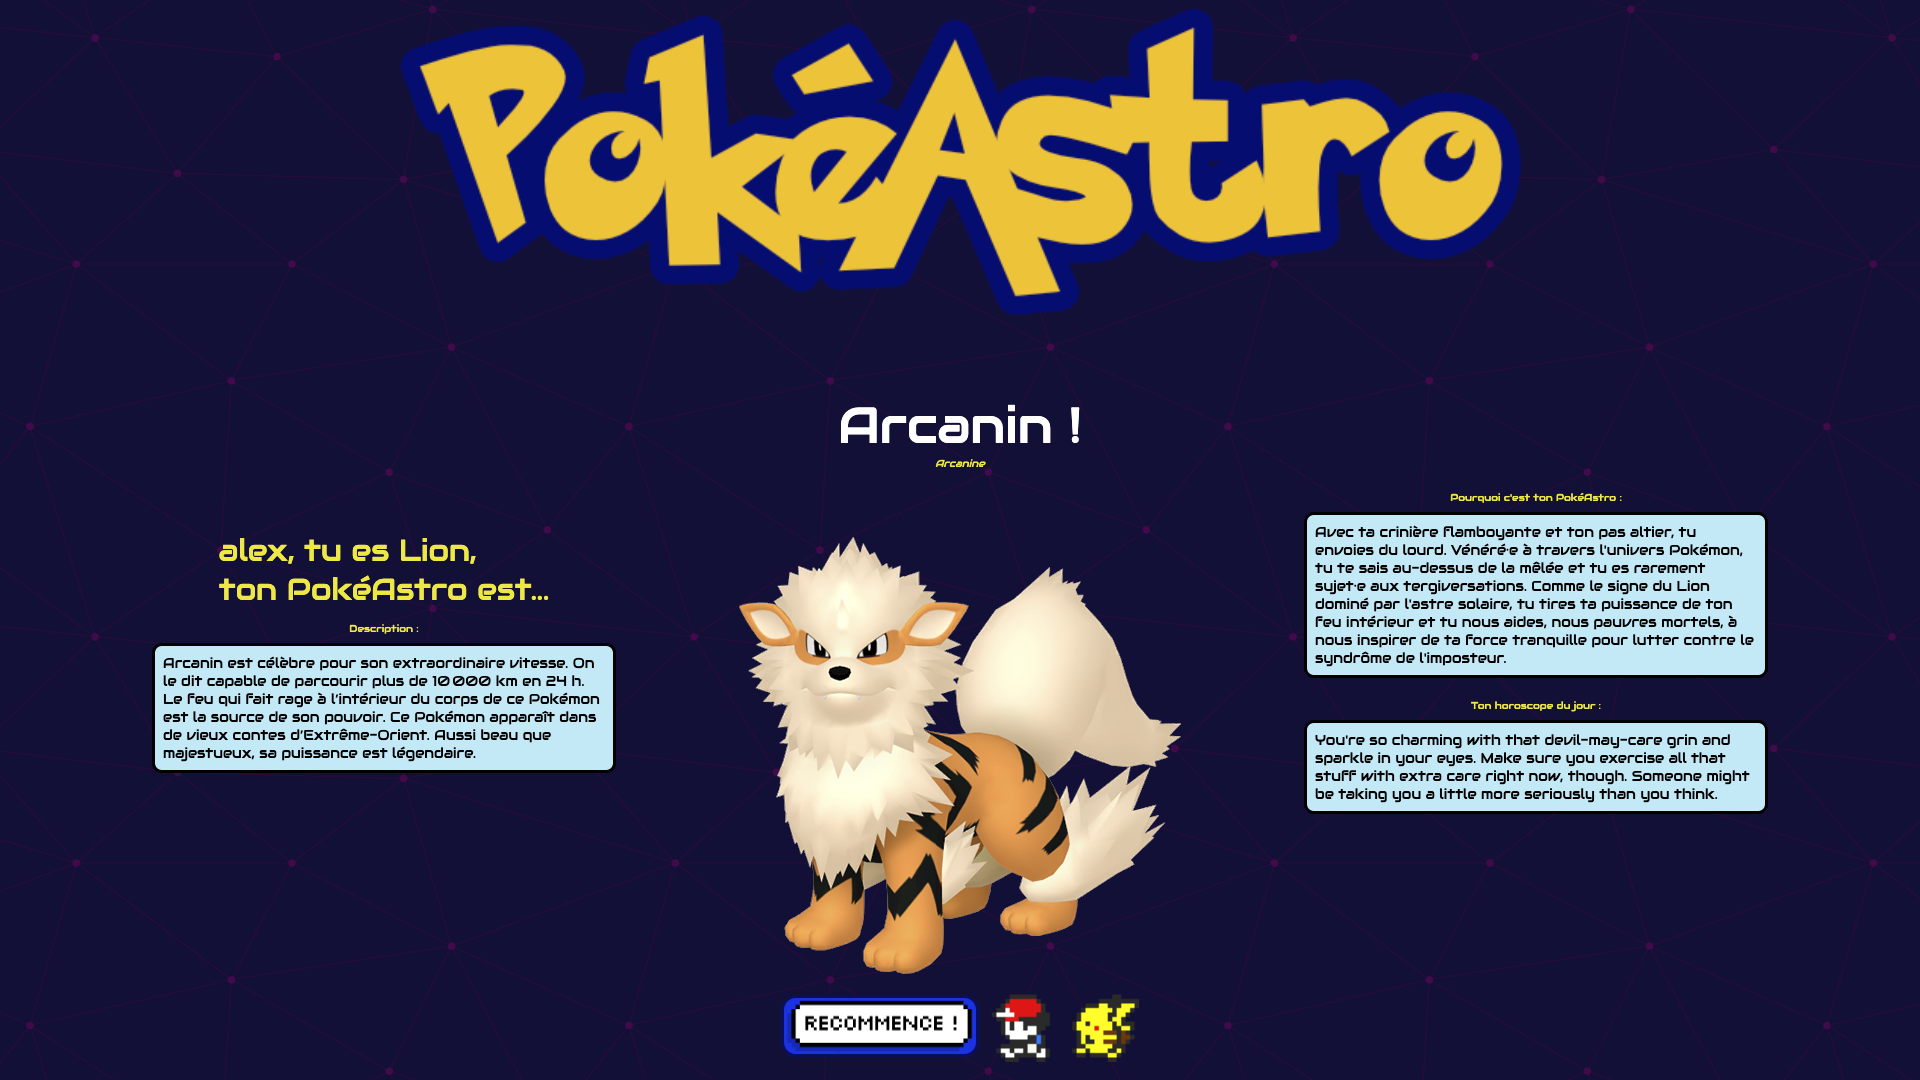 PokéAstro
Arcanin !
Arcanine
alex, tu es Lion,
ton PokéAstro est...
Description :
Arcanin est célèbre pour son extraordinaire vitesse. On
le dit capable de parcourir plus de 10 000 km en 24 h.
Le feu qui fait rage à l'intérieur du corps de ce Pokémon
est la source de son pouvoir. Ce Pokémon apparaît dans
de vieux contes d’Extrême-Orient. Aussi beau que
majestueux, sa puissance est légendaire.
Pourquoi c'est ton PokéAstro :
Avec ta crinière flamboyante et ton pas altier, tu
envoies du lourd. Vénéré·e à travers l'univers Pokémon,
tu te sais au-dessus de la mêlée et tu es rarement
sujet·e aux tergiversations. Comme le signe du Lion
dominé par l'astre solaire, tu tires ta puissance de ton
feu intérieur et tu nous aides, nous pauvres mortels, à
nous inspirer de ta force tranquille pour lutter contre le
syndrôme de l'imposteur.
Ton horoscope du jour :
You're so charming with that devil-may-care grin and
sparkle in your eyes. Make sure you exercise all that
stuff with extra care right now, though. Someone might
be taking you a little more seriously than you think.
RECOMMENCE !